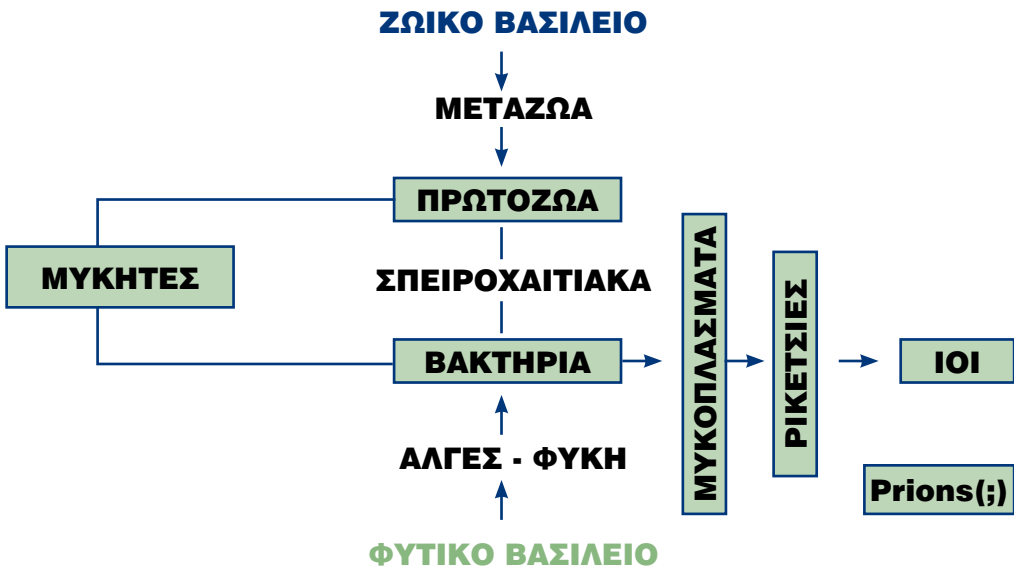 ΖΩΙΚΟ ΒΑΣΙΛΕΙΟ
ΜΕΤΑΖΩΑ
ΠΡΩΤΟΖΩΑ
ΜΥΚΗΤΕΣ
ΣΠΕΙΡΟΧΑΙΤΙΑΚΑ
ΒΑΚΤΗΡΙΑ
ΜΥΚΟΠΛΑΣΜΑΤΑ
ΡΙΚΕΤΣΙΕΣ
ΙΟΙ
ΑΛΓΕΣ - ΦΥΚΗ
Prions(;)
ΦΥΤΙΚΟ ΒΑΣΙΛΕΙΟ